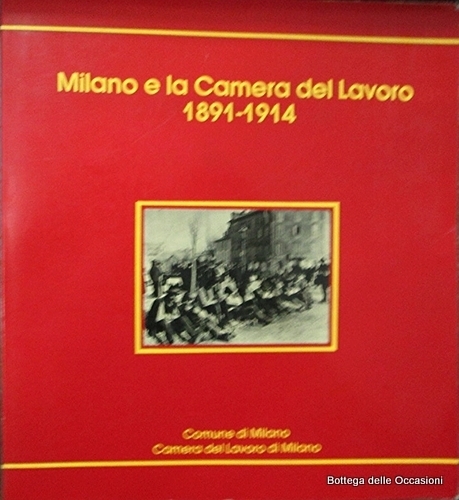 Milano e la Camera del Lavoro
1891-1914
Comune di Milano
Camera del Lavoro di Milano
Bottega delle Occasioni